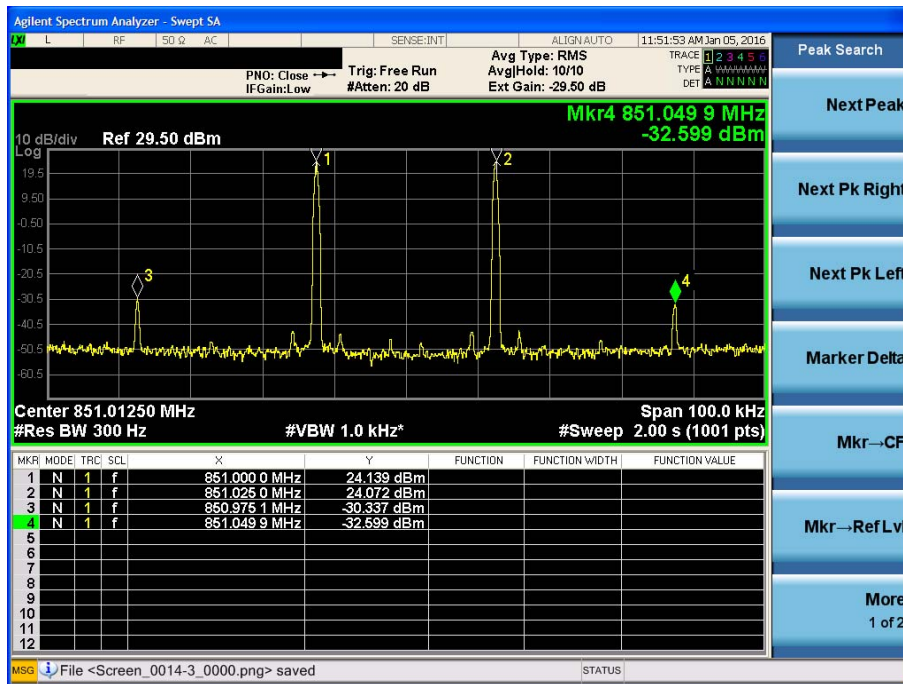 Agilent Spectrum Analyzer - Swept SA
LXI L RF 50 Ω AC SENSE:INT ALIGN AUTO 11:51:53 AM Jan 05, 2016
PNO: Close Trig: Free Run Avg Type: RMS TRACE 1 2 3 4 5 6
IFGain:Low #Atten: 20 dB Avg|Hold: 10/10 TYPE A
Ext Gain: -29.50 dB DET A N N N N N
Mkr4 851.049 9 MHz
-32.599 dBm
10 dB/div Ref 29.50 dBm
Log
19.5
9.50
-0.50
-10.5
-20.5
-30.5
-40.5
-50.5
-60.5
1
2
3
4
Center 851.01250 MHz Span 100.0 kHz
#Res BW 300 Hz #VBW 1.0 kHz* #Sweep 2.00 s (1001 pts)
MKR MODE TRC SCL X Y FUNCTION FUNCTION WIDTH FUNCTION VALUE
1 N 1 f 851.000 0 MHz 24.139 dBm
2 N 1 f 851.025 0 MHz 24.072 dBm
3 N 1 f 850.975 1 MHz -30.337 dBm
4 N 1 f 851.049 9 MHz -32.599 dBm
5
6
7
8
9
10
11
12
MSG File <Screen_0014-3_0000.png> saved STATUS
Peak Search
Next Peak
Next Pk Right
Next Pk Left
Marker Delta
Mkr→CF
Mkr→Ref Lvl
More
1 of 2